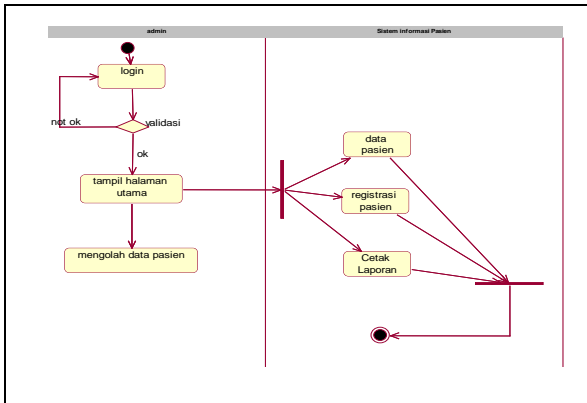 admin
Sistem informasi Pasien
login
not ok
validasi
ok
tampil halaman
utama
mengolah data pasien
data
pasien
registrasi
pasien
Cetak
Laporan